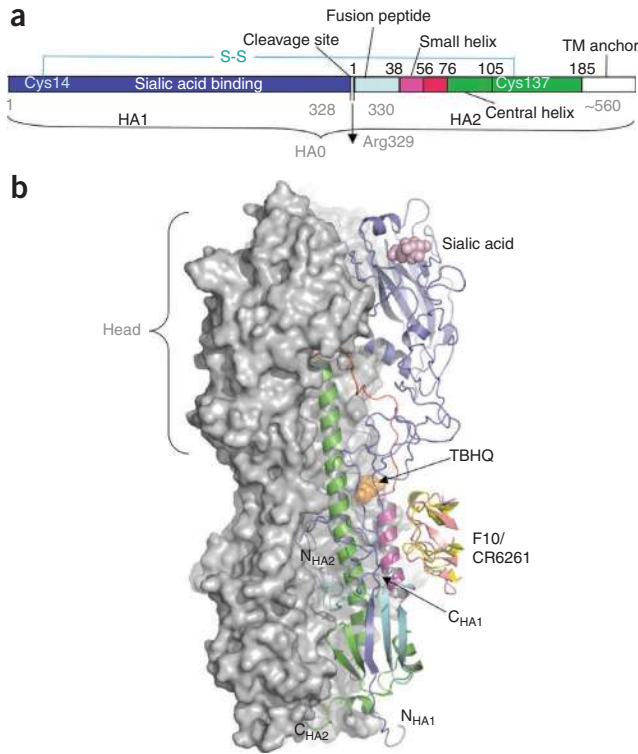 a
Fusion peptide
Cleavage site
Small helix
S-S
TM anchor
1 38 56 76 105 185
Cys14 Sialic acid binding Cys137
1 328 330 Central helix ~560
HA1 HA2
HA0 Arg329
b
Sialic acid
Head
TBHQ
F10/
CR6261
NHA2
CHA1
NHA1
CHA2